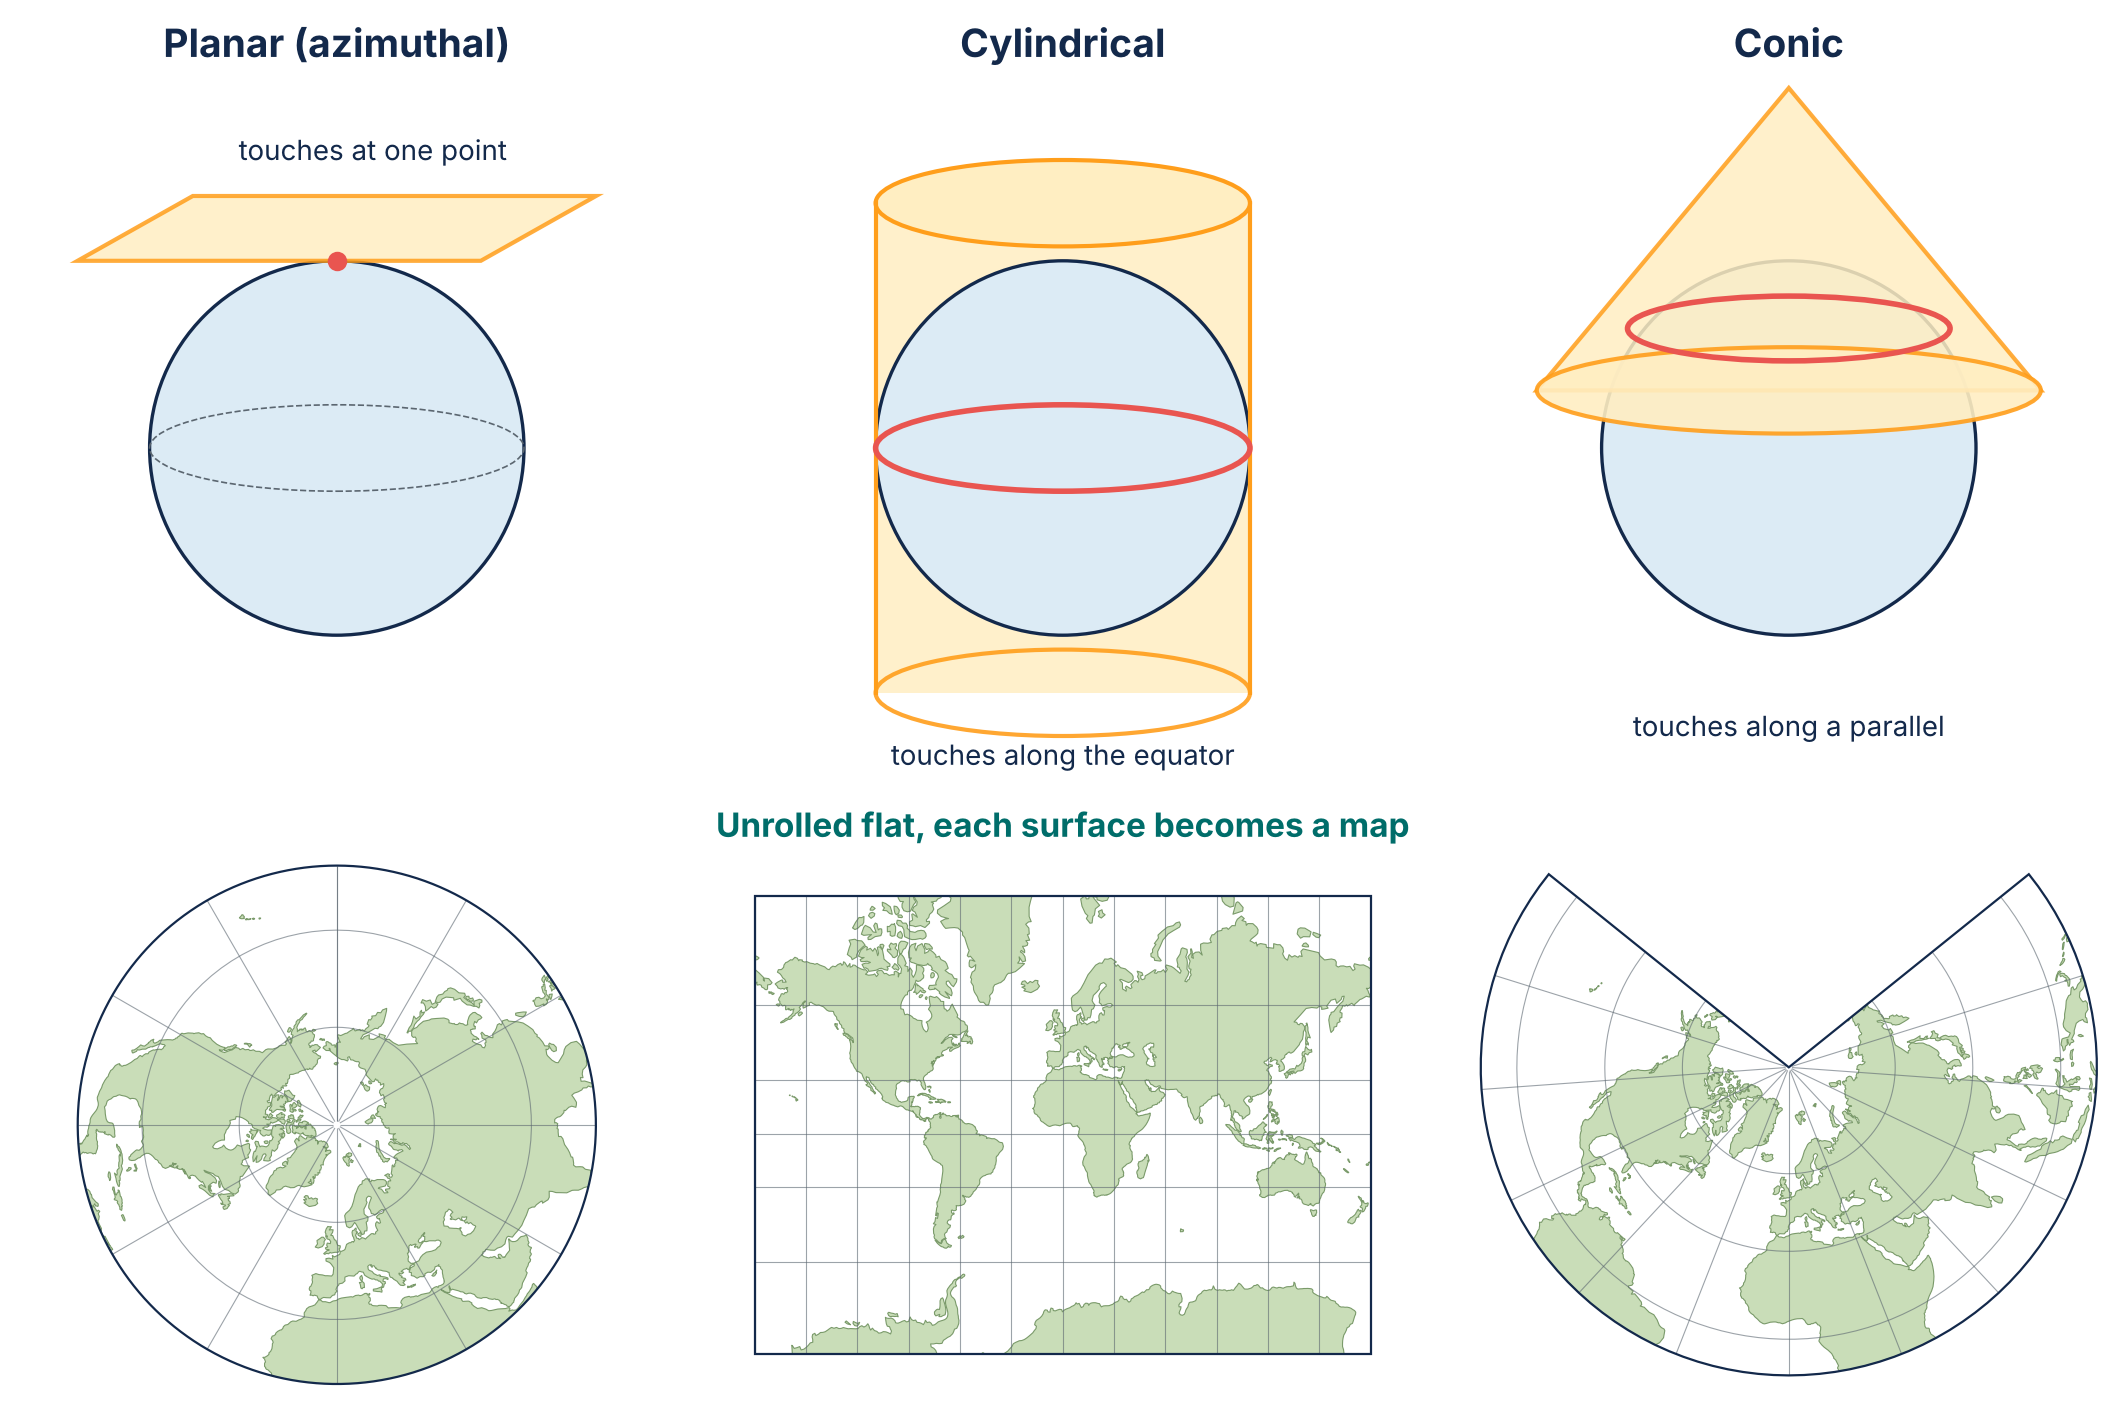 Planar (azimuthal)
Cylindrical
Conic
touches at one point
touches along the equator
touches along a parallel
Unrolled flat, each surface becomes a map